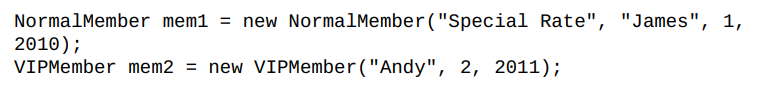 NormalMember mem1 = new NormalMember("Special Rate", "James", 1,
2010);
VIPMember mem2 = new VIPMember("Andy", 2, 2011);